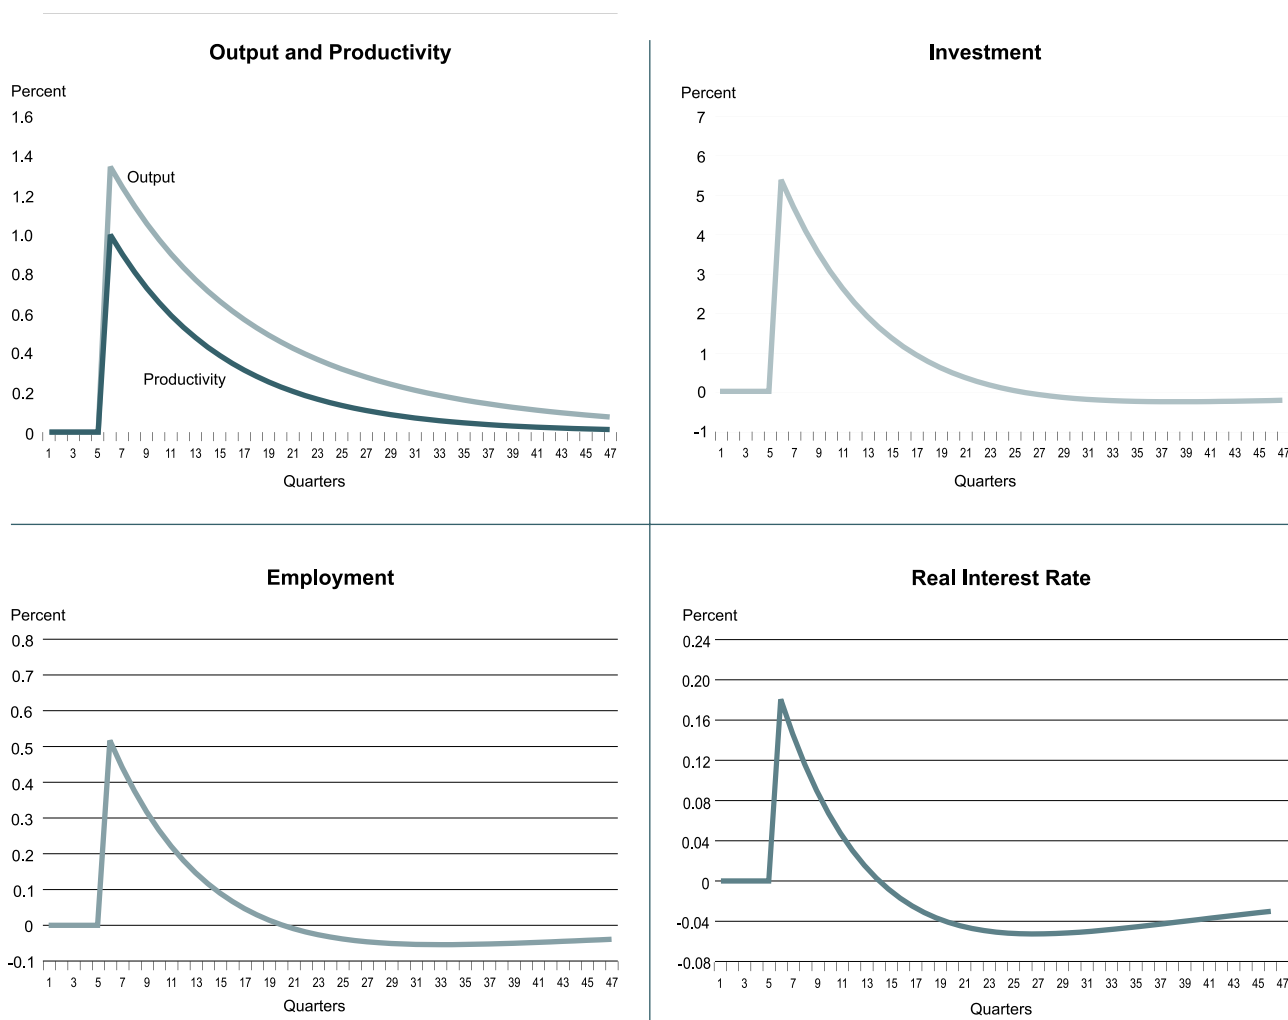 Output and Productivity
Percent
1.6
1.4
1.2
1.0
0.8
0.6
0.4
0.2
0
Output
Productivity
1 3 5 7 9 11 13 15 17 19 21 23 25 27 29 31 33 35 37 39 41 43 45 47
Quarters
Investment
Percent
7
6
5
4
3
2
1
0
-1
1 3 5 7 9 11 13 15 17 19 21 23 25 27 29 31 33 35 37 39 41 43 45 47
Quarters
Employment
Percent
0.8
0.7
0.6
0.5
0.4
0.3
0.2
0.1
0
-0.1
1 3 5 7 9 11 13 15 17 19 21 23 25 27 29 31 33 35 37 39 41 43 45 47
Quarters
Real Interest Rate
Percent
0.24
0.20
0.16
0.12
0.08
0.04
0
-0.04
-0.08
1 3 5 7 9 11 13 15 17 19 21 23 25 27 29 31 33 35 37 39 41 43 45 47
Quarters